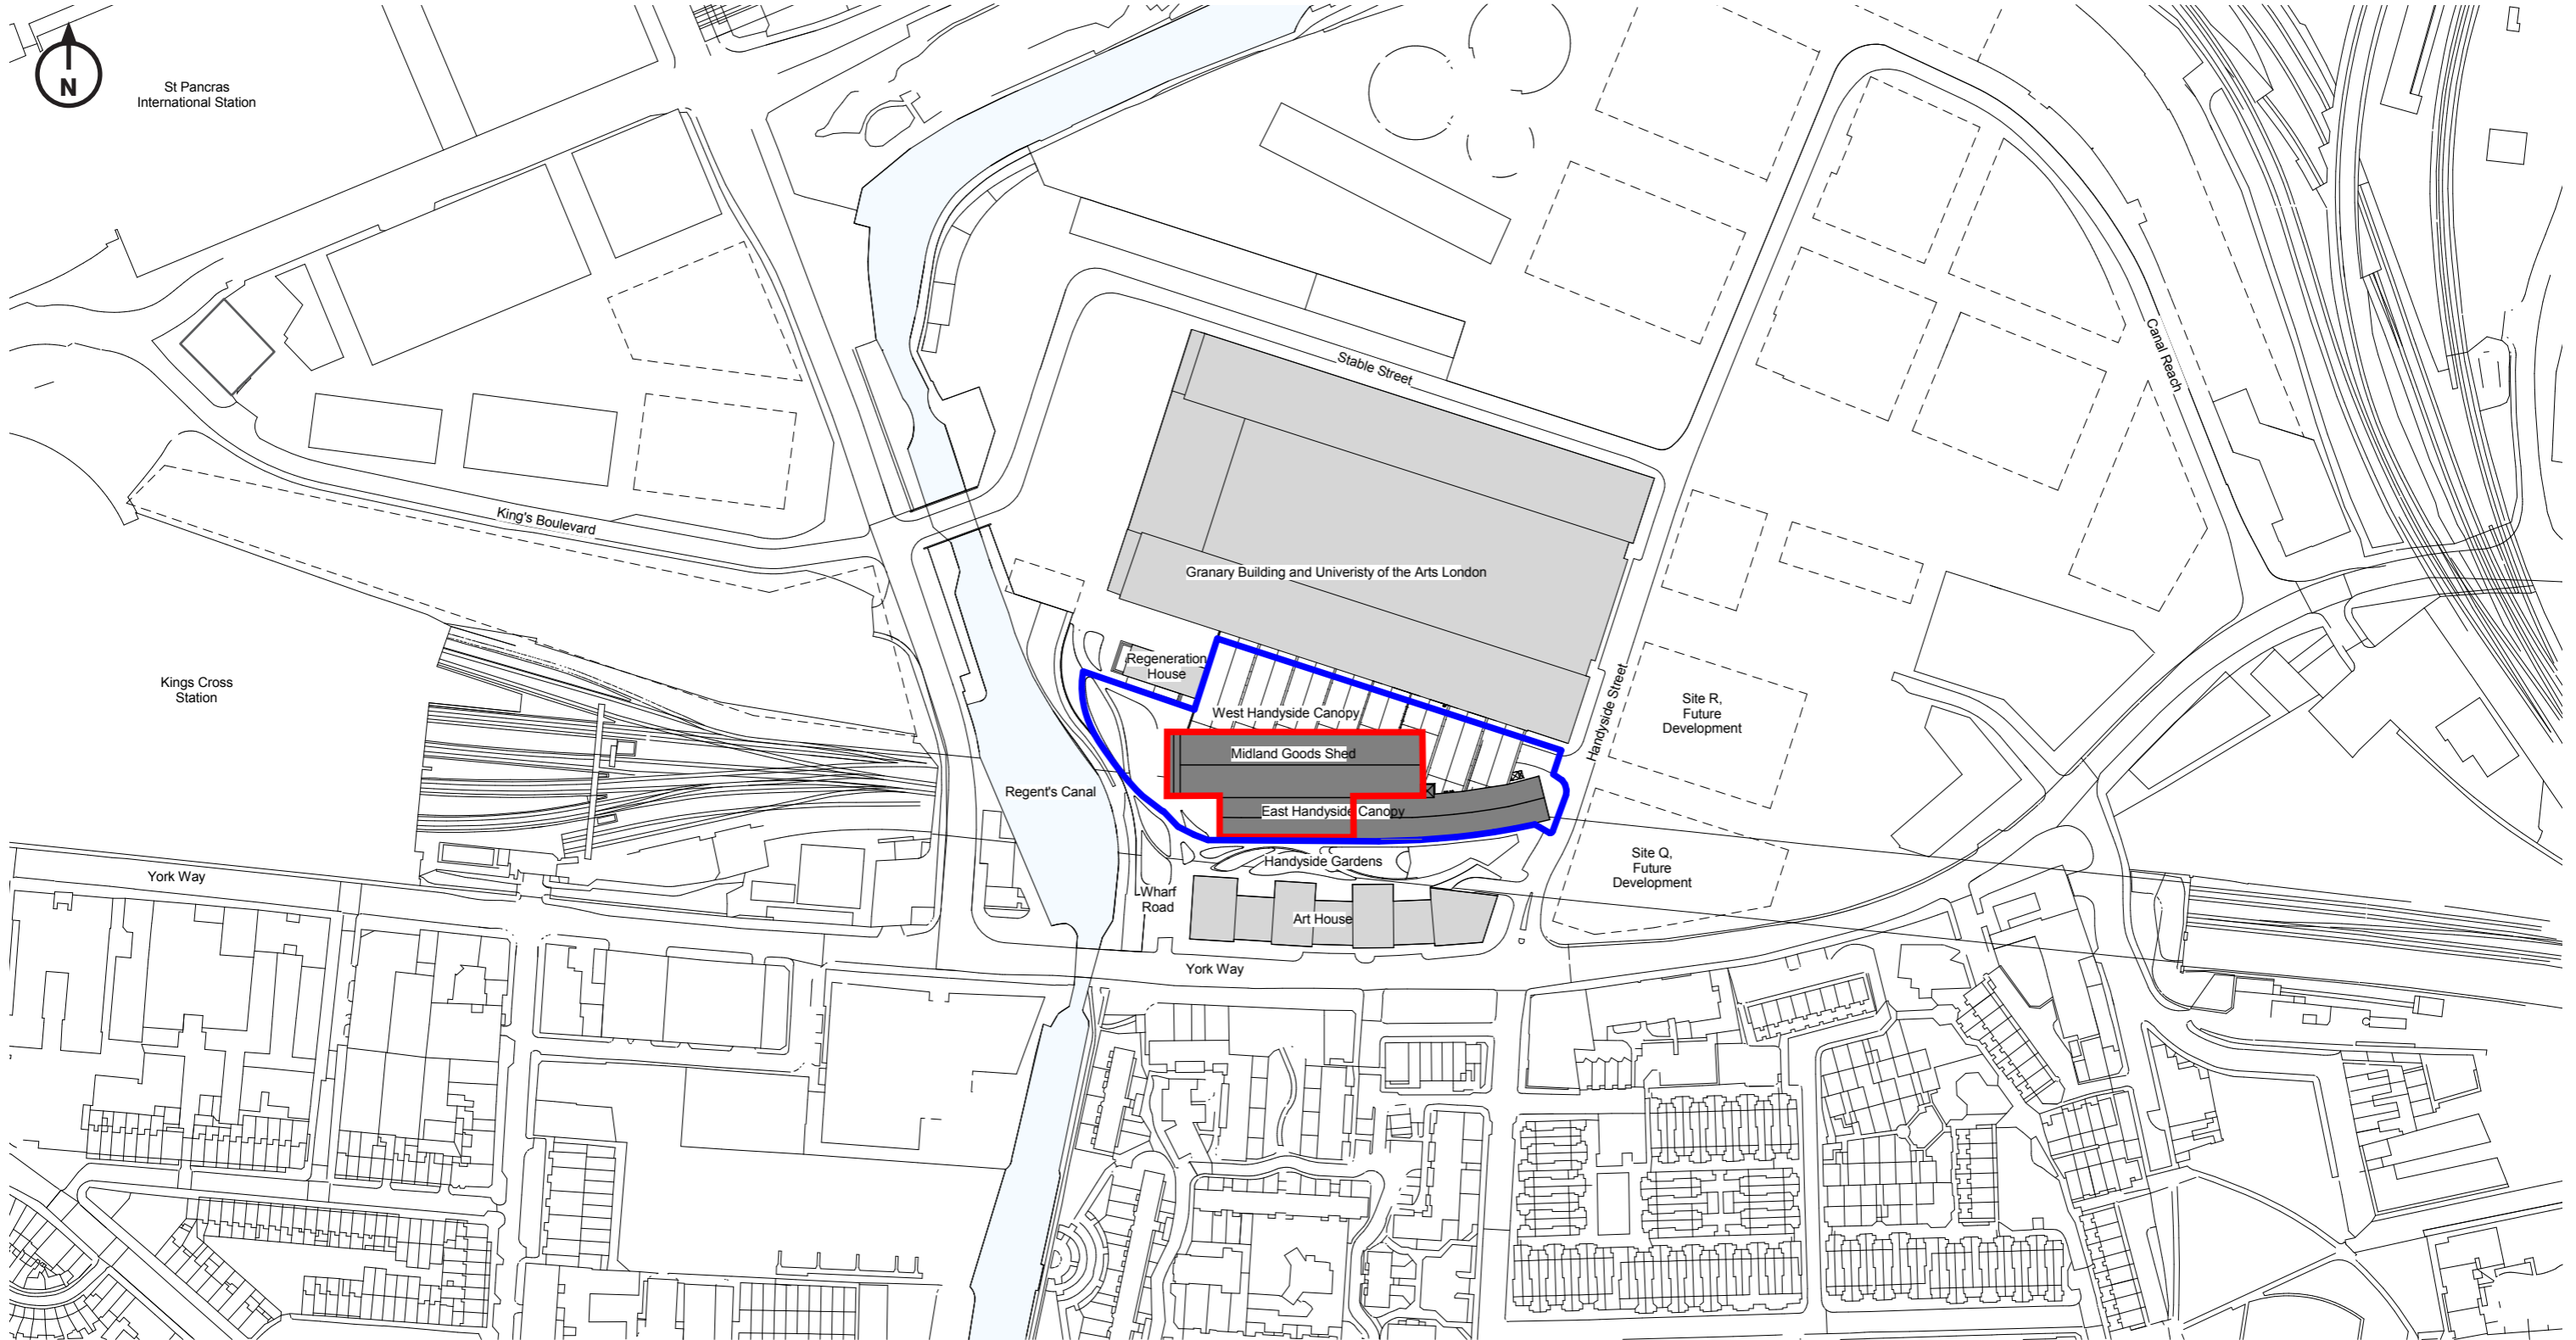 N
St Pancras
International Station
Stable Street
Canal Reach
King's Boulevard
Granary Building and Univeristy of the Arts London
Regeneration
House
Kings Cross
Station
West Handyside Canopy
Handyside Street
Site R,
Future
Development
Midland Goods Shed
Regent's Canal
East Handyside Canopy
Handyside Gardens
Site Q,
Future
Development
York Way
Wharf
Road
Art House
York Way